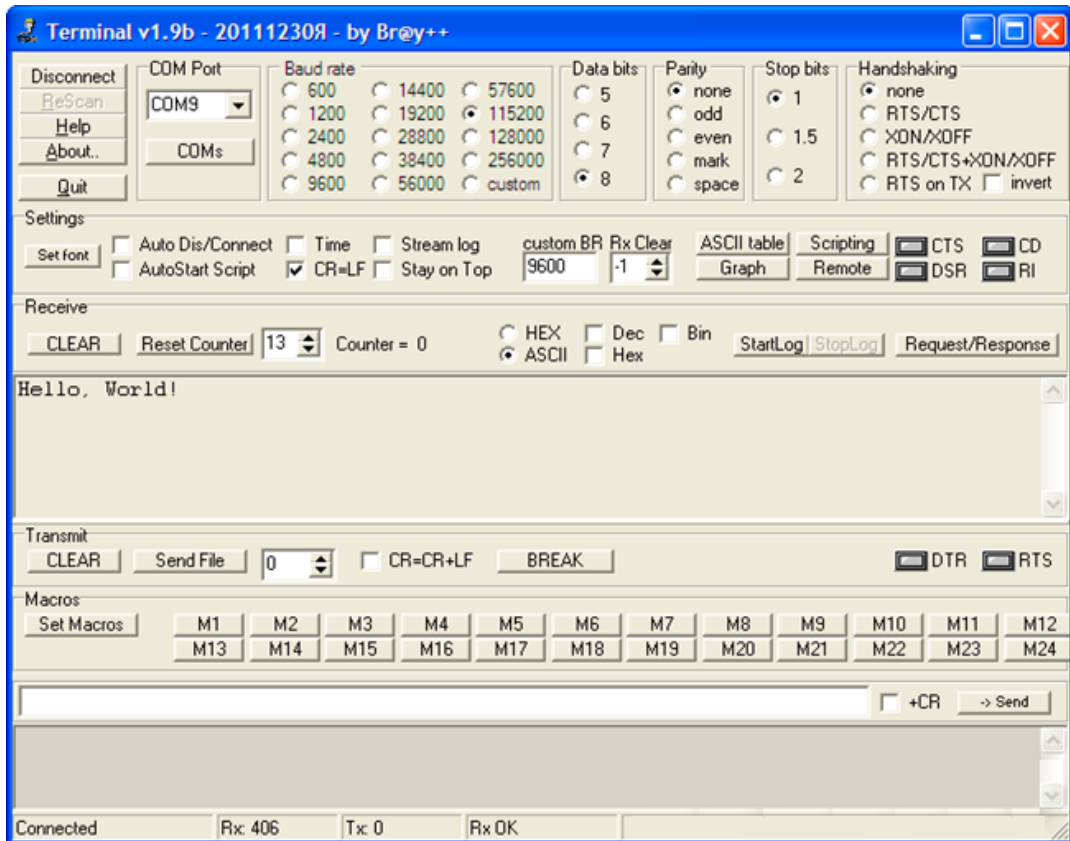 Terminal v1.9b - 20111230Я - by Br@y++
Disconnect
ReScan
Help
About..
Quit
COM Port
COM9
COMs
Baud rate
600 14400 57600
1200 19200 115200
2400 28800 128000
4800 38400 256000
9600 56000 custom
Data bits
5
6
7
8
Parity
none
odd
even
mark
space
Stop bits
1
1.5
2
Handshaking
none
RTS/CTS
XON/XOFF
RTS/CTS+XON/XOFF
RTS on TX invert
Settings
Set font
Auto Dis/Connect Time Stream log
AutoStart Script CR=LF Stay on Top
custom BR Rx Clear
9600 -1
ASCII table Scripting CTS CD
Graph Remote DSR RI
Receive
CLEAR Reset Counter 13 Counter = 0
HEX Dec Bin
ASCII Hex
StartLog StopLog Request/Response
Hello, World!
Transmit
CLEAR Send File 0 CR=CR+LF BREAK DTR RTS
Macros
Set Macros M1 M2 M3 M4 M5 M6 M7 M8 M9 M10 M11 M12
M13 M14 M15 M16 M17 M18 M19 M20 M21 M22 M23 M24
+CR -> Send
Connected Rx: 406 Tx: 0 Rx OK